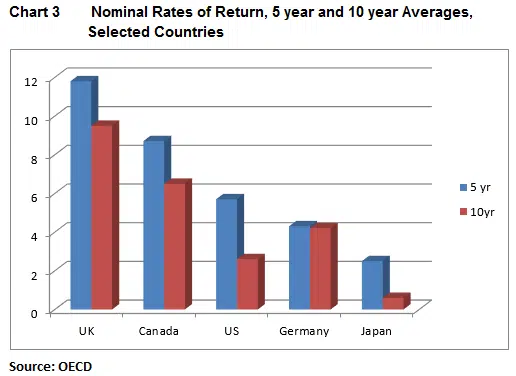 Chart 3 Nominal Rates of Return, 5 year and 10 year Averages,
Selected Countries
12
10
8
6
4
2
0
UK Canada US Germany Japan
5 yr
10yr
Source: OECD